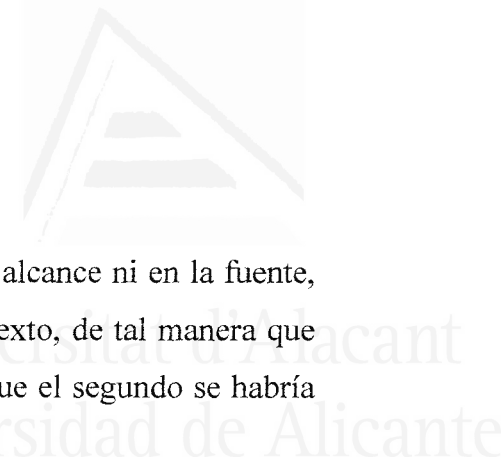 alcance ni en la fuente,
exto, de tal manera que
ersitat d'Alacant
ue el segundo se habría
rsidad de Alicante